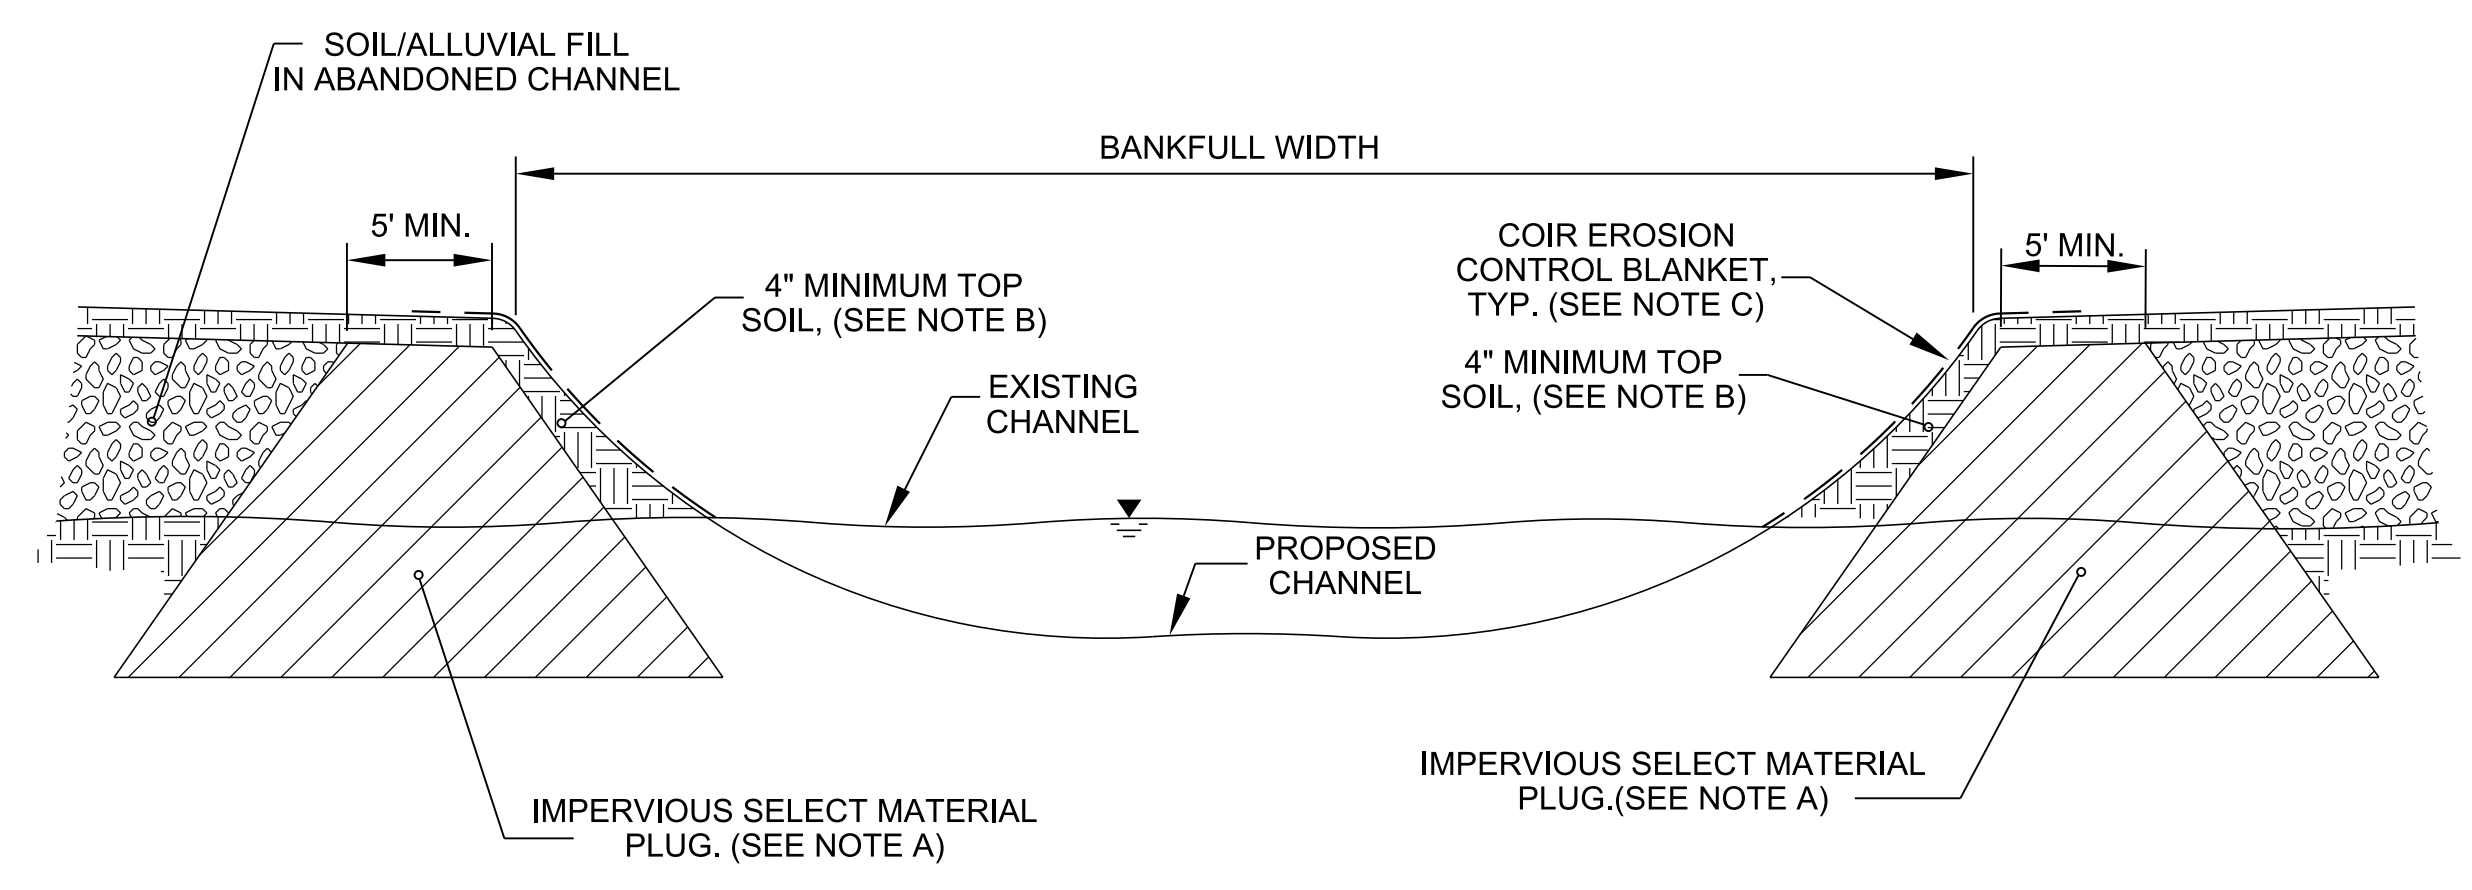 SOIL/ALLUVIAL FILL
IN ABANDONED CHANNEL
BANKFULL WIDTH
5' MIN.
4" MINIMUM TOP
SOIL, (SEE NOTE B)
COIR EROSION
CONTROL BLANKET,
TYP. (SEE NOTE C)
5' MIN.
4" MINIMUM TOP
SOIL, (SEE NOTE B)
EXISTING
CHANNEL
PROPOSED
CHANNEL
IMPERVIOUS SELECT MATERIAL
PLUG. (SEE NOTE A)
IMPERVIOUS SELECT MATERIAL
PLUG.(SEE NOTE A)